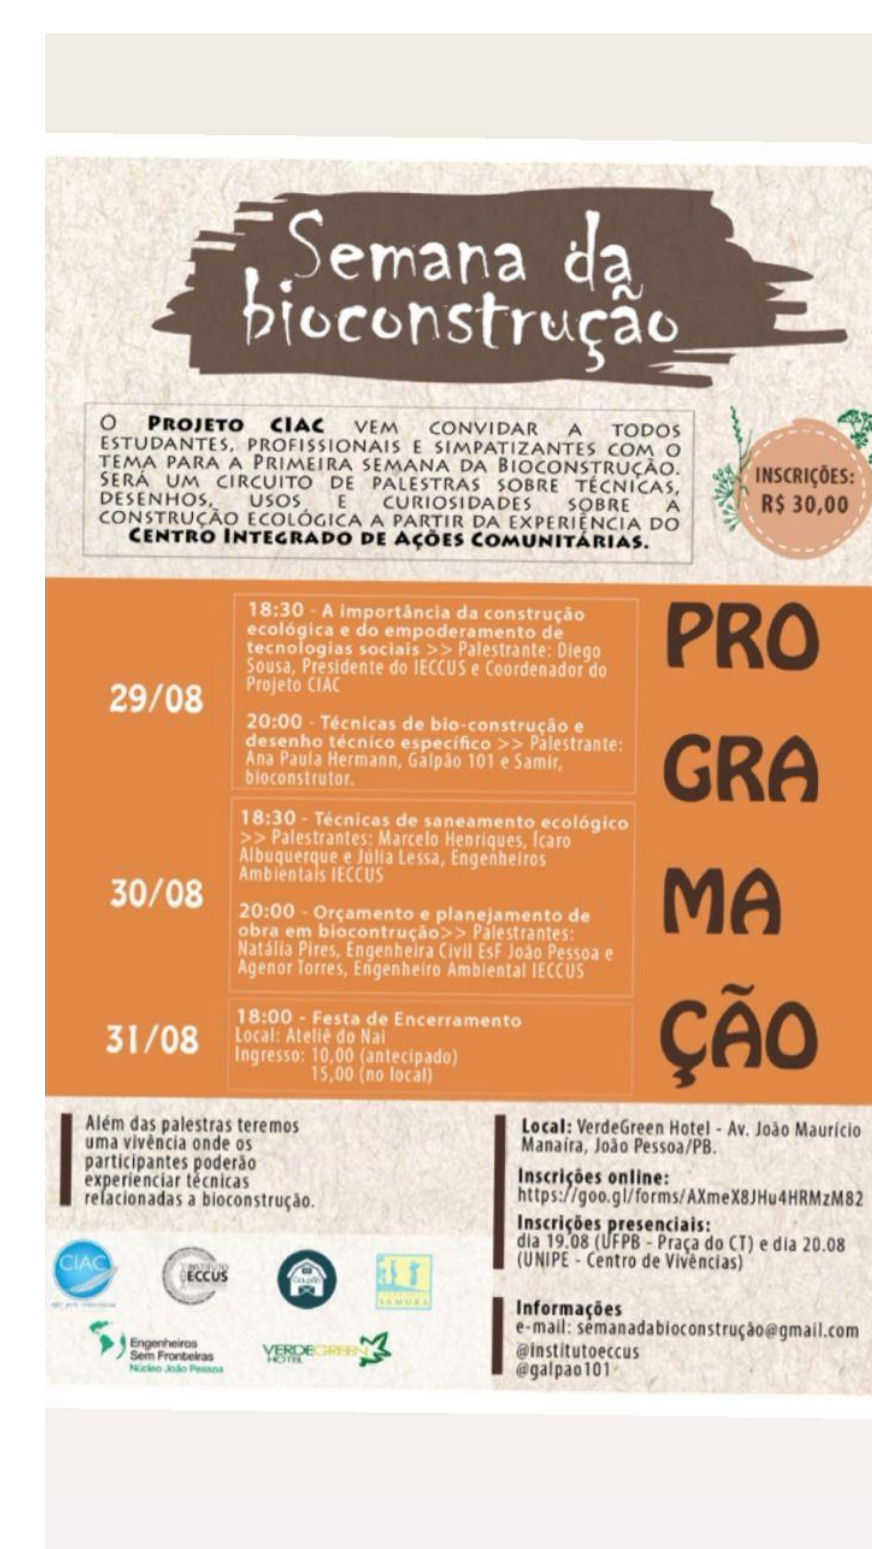 Semana da
bioconstrução
O PROJETO CIAC VEM CONVIDAR A TODOS
ESTUDANTES, PROFISSIONAIS E SIMPATIZANTES COM O
TEMA PARA A PRIMEIRA SEMANA DA BIOCONSTRUÇÃO.
SERÁ UM CIRCUITO DE PALESTRAS SOBRE TÉCNICAS,
DESENHOS, USOS E CURIOSIDADES SOBRE A
CONSTRUÇÃO ECOLÓGICA A PARTIR DA EXPERIÊNCIA DO
CENTRO INTEGRADO DE AÇÕES COMUNITÁRIAS.
INSCRIÇÕES:
R$ 30,00
PRO
GRA
MA
ÇÃO
29/08
18:30 - A importância da construção
ecológica e do empoderamento de
tecnologias sociais >> Palestrante: Diego
Sousa, Presidente do IECCUS e Coordenador do
Projeto CIAC
20:00 - Técnicas de bio-construção e
desenho técnico específico >> Palestrante:
Ana Paula Hermann, Galpão 101 e Samir,
bioconstrutor.
30/08
18:30 - Técnicas de saneamento ecológico
>> Palestrantes: Marcelo Henriques, Ícaro
Albuquerque e Júlia Lessa, Engenheiros
Ambientais IECCUS
20:00 - Orçamento e planejamento de
obra em biocontrução>> Palestrantes:
Natália Pires, Engenheira Civil EsF João Pessoa e
Agenor Torres, Engenheiro Ambiental IECCUS
31/08
18:00 - Festa de Encerramento
Local: Ateliê do Nai
Ingresso: 10,00 (antecipado)
15,00 (no local)
Além das palestras teremos
uma vivência onde os
participantes poderão
experienciar técnicas
relacionadas a bioconstrução.
Local: VerdeGreen Hotel - Av. João Maurício
Manaíra, João Pessoa/PB.
Inscrições online:
https://goo.gl/forms/AXmeX8JHu4HRMzM82
Inscrições presenciais:
dia 19.08 (UFPB - Praça do CT) e dia 20.08
(UNIPE - Centro de Vivências)
Informações
e-mail: semanadabioconstrução@gmail.com
@institutoeccus
@galpao101
CIAC
INSTITUTO
ECCUS
Galpão
SAMURA
Engenheiros
Sem Fronteiras
Núcleo João Pessoa
VERDEGREEN
HOTEL